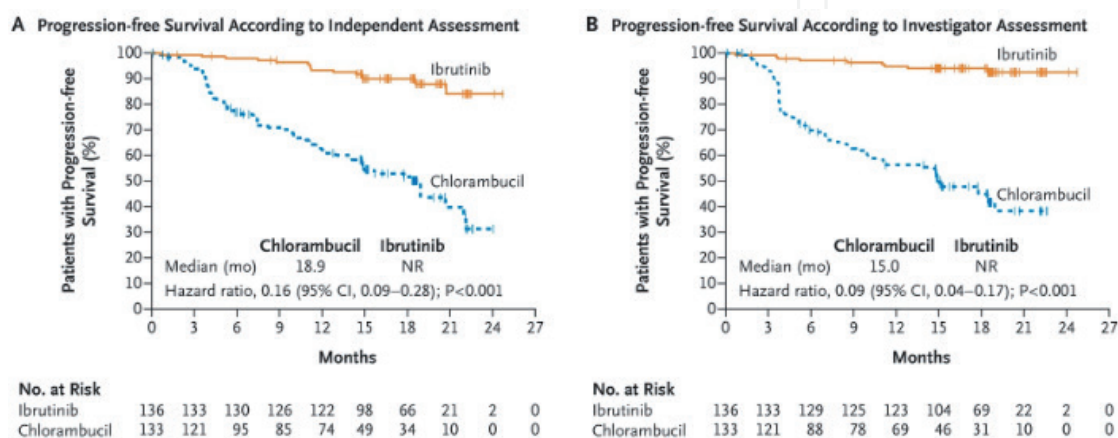 A Progression-free Survival According to Independent Assessment
Patients with Progression-free Survival (%)
100
90
80
70
60
50
40
30
20
10
0
Ibrutinib
Chlorambucil
Chlorambucil Ibrutinib
Median (mo) 18.9 NR
Hazard ratio, 0.16 (95% CI, 0.09–0.28); P<0.001
0 3 6 9 12 15 18 21 24 27
Months
No. at Risk
Ibrutinib 136 133 130 126 122 98 66 21 2 0
Chlorambucil 133 121 95 85 74 49 34 10 0 0
B Progression-free Survival According to Investigator Assessment
Patients with Progression-free Survival (%)
100
90
80
70
60
50
40
30
20
10
0
Ibrutinib
Chlorambucil
Chlorambucil Ibrutinib
Median (mo) 15.0 NR
Hazard ratio, 0.09 (95% CI, 0.04–0.17); P<0.001
0 3 6 9 12 15 18 21 24 27
Months
No. at Risk
Ibrutinib 136 133 129 125 123 104 69 22 2 0
Chlorambucil 133 121 88 78 69 46 31 10 0 0